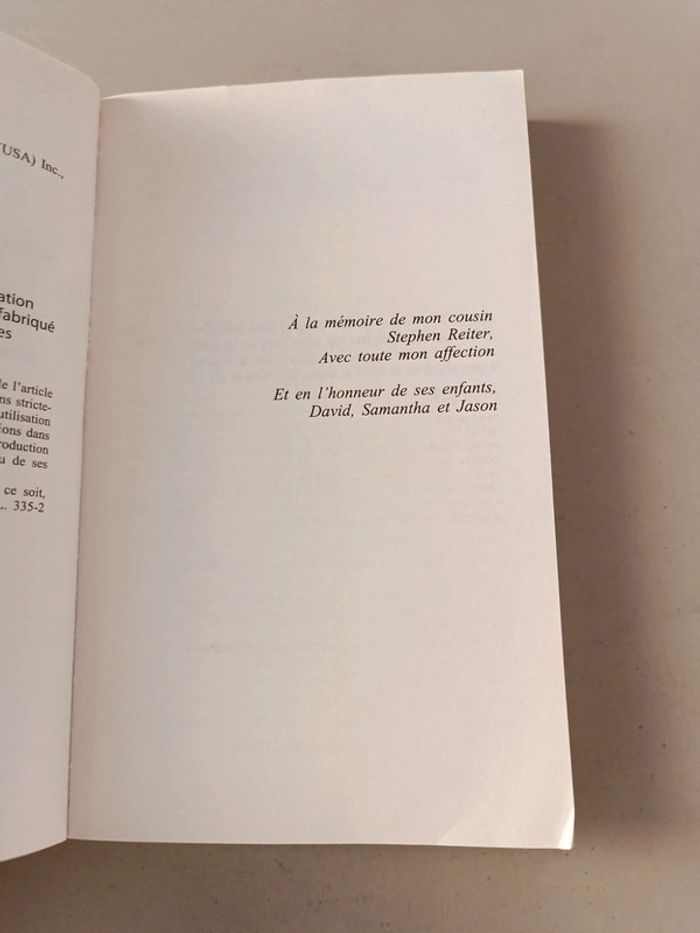 (USA) Inc.,
ation
fabriqué
es
de l'article
ns stricte-
utilisation
ions dans
roduction
u de ses
ce soit,
L. 335-2
À la mémoire de mon cousin
Stephen Reiter,
Avec toute mon affection
Et en l'honneur de ses enfants,
David, Samantha et Jason